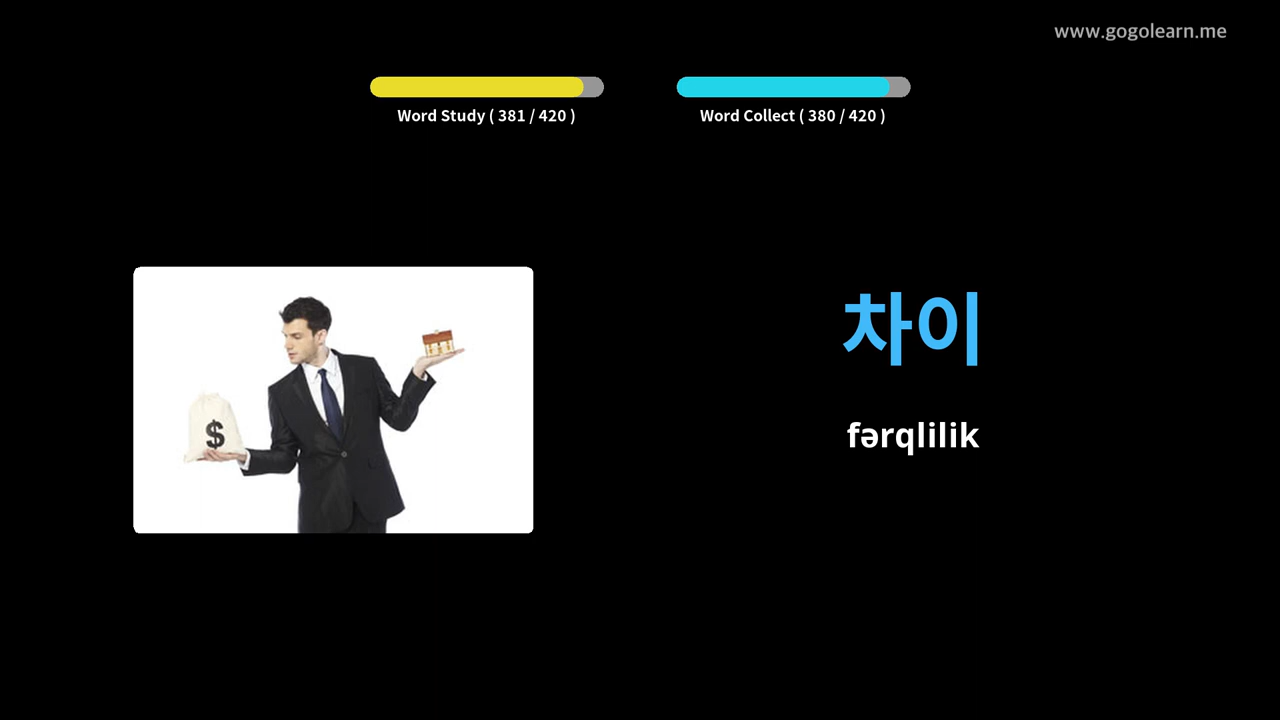 www.gogolearn.me
Word Study ( 381 / 420 )
Word Collect ( 380 / 420 )
$
차이
fərqlilik